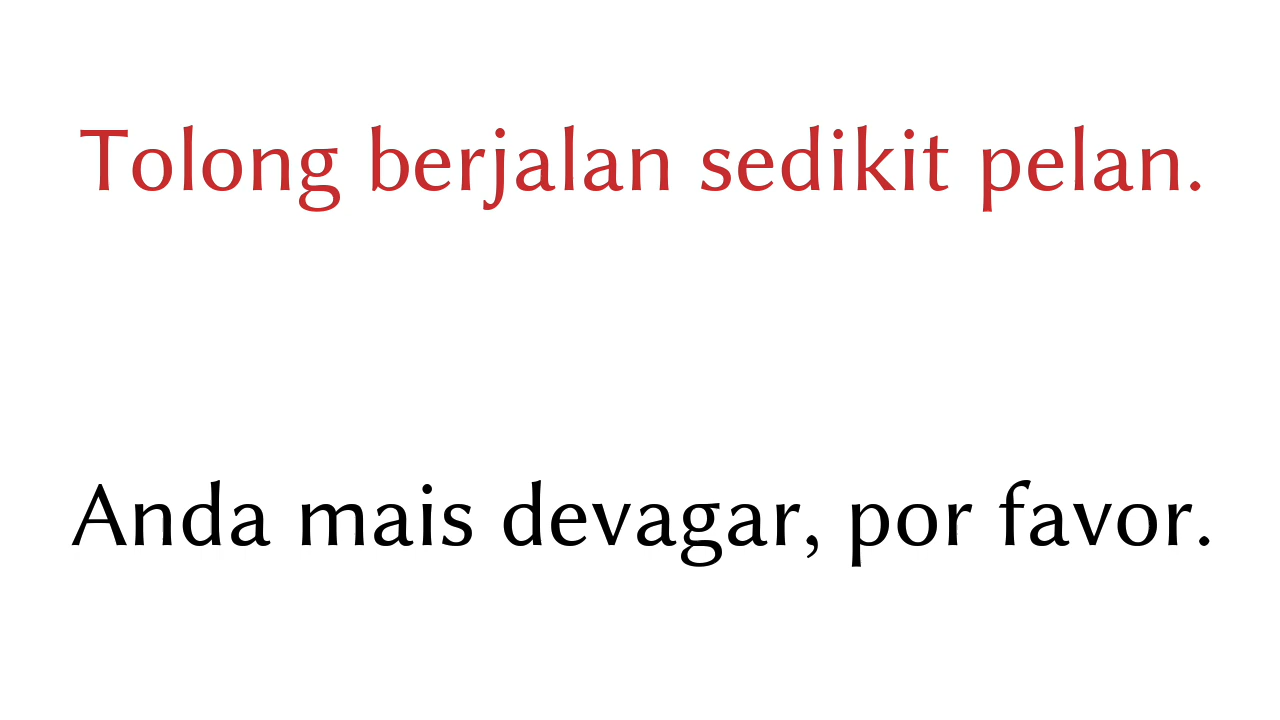 Tolong berjalan sedikit pelan.
Anda mais devagar, por favor.